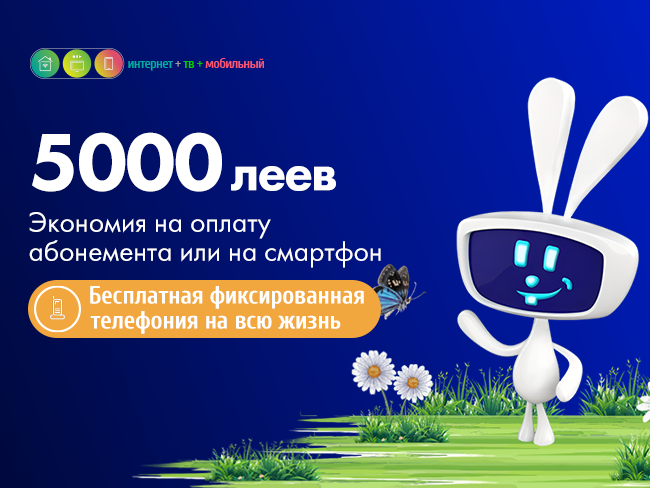 интернет + тв + мобильный
5000 леев
Экономия на оплату
абонемента или на смартфон
Бесплатная фиксированная
телефония на всю жизнь